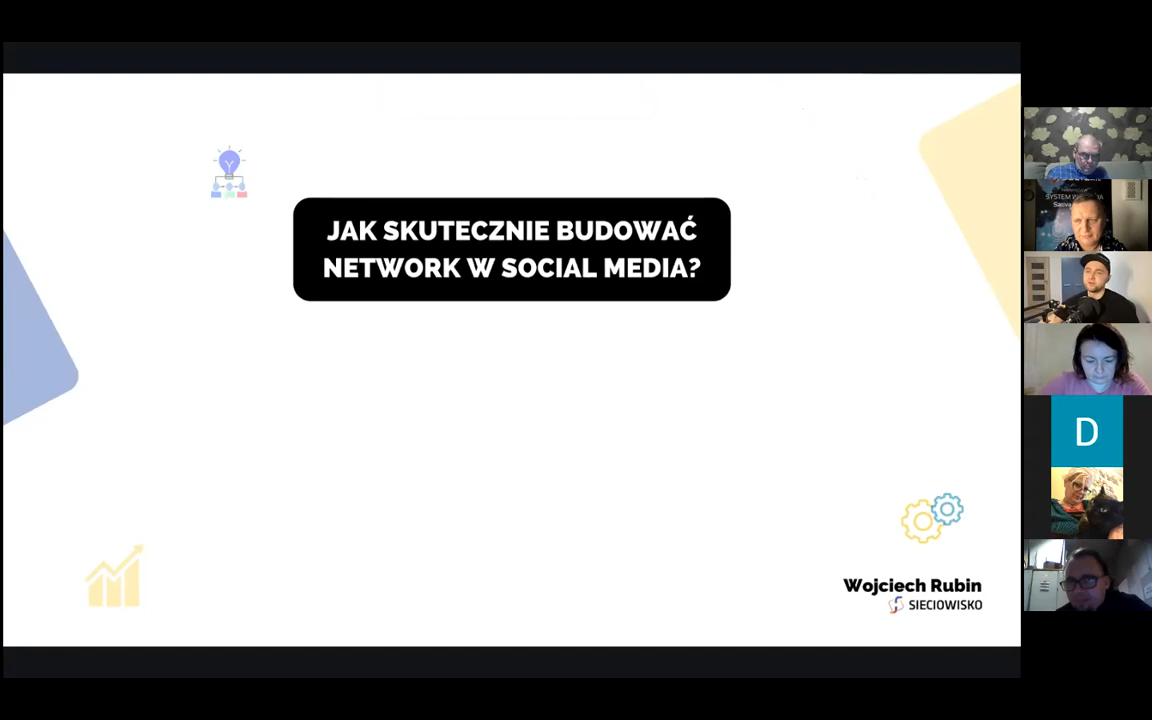 JAK SKUTECZNIE BUDOWAĆ
NETWORK W SOCIAL MEDIA?
Wojciech Rubin
SIECIOWISKO
D